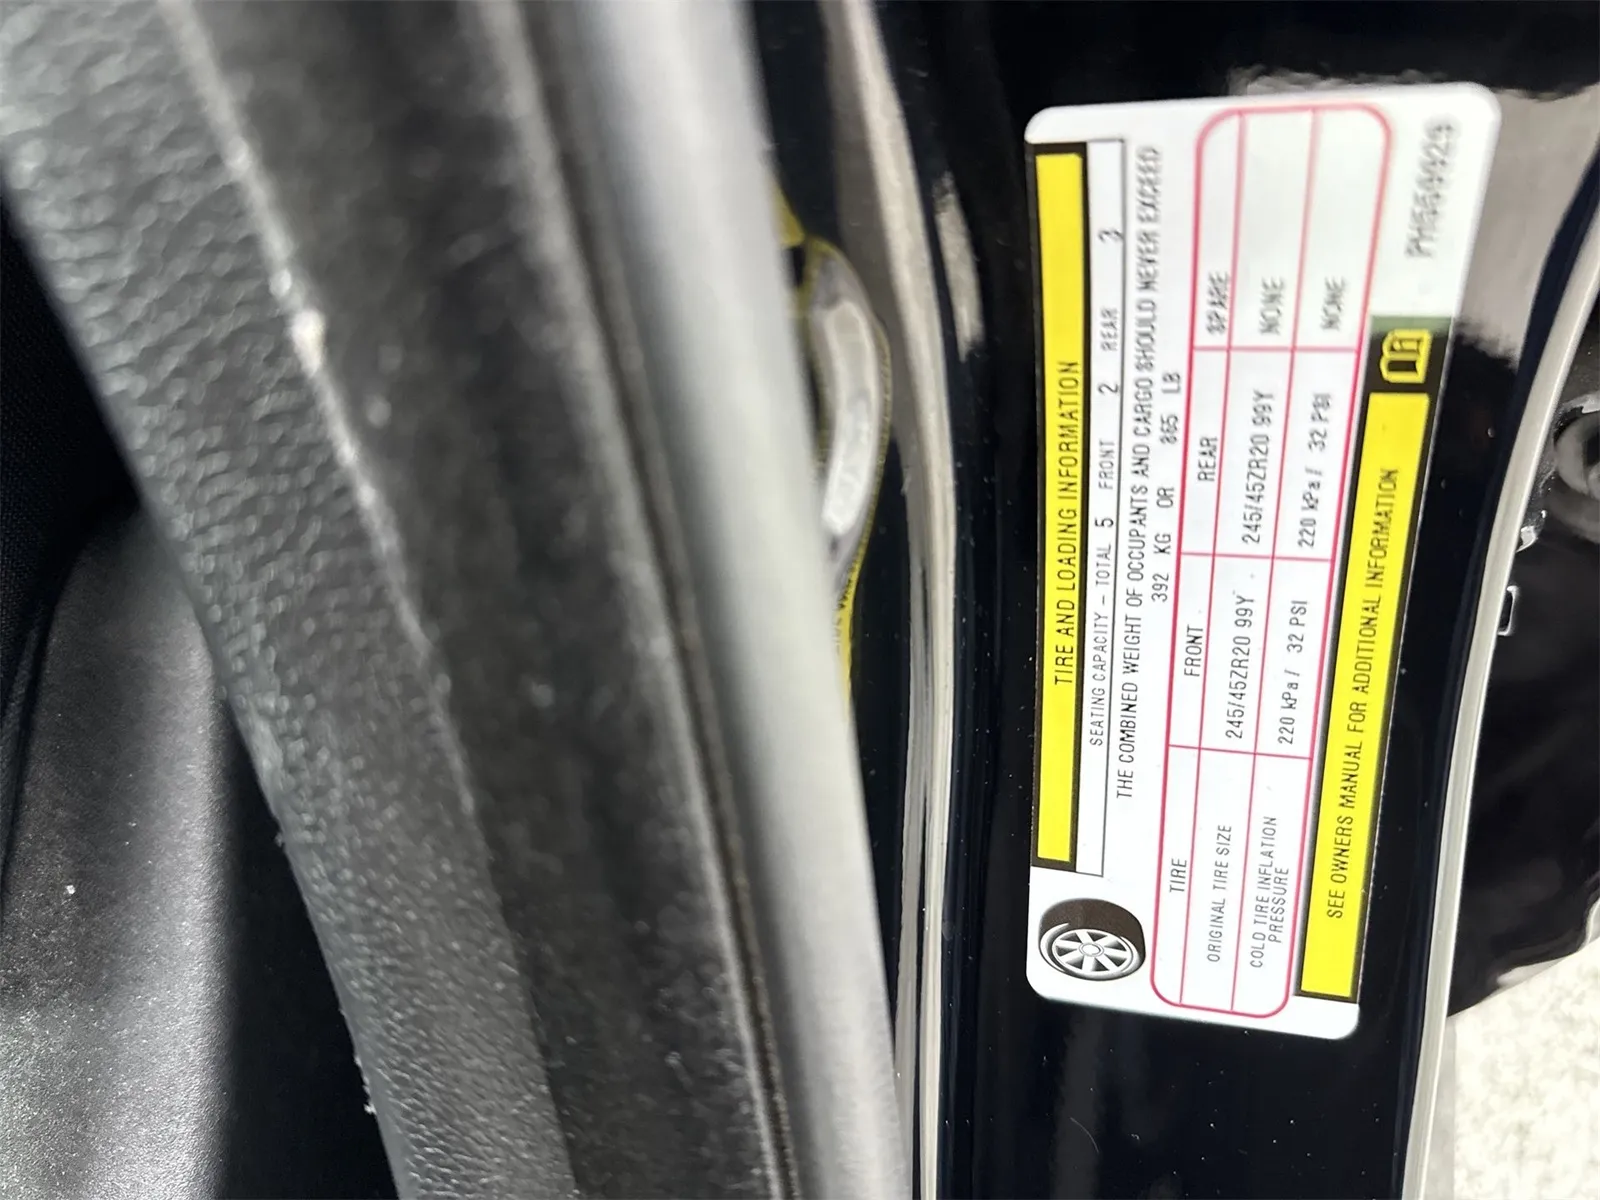 TIRE AND LOADING INFORMATION
SEATING CAPACITY – TOTAL 5 FRONT 2 REAR 3
THE COMBINED WEIGHT OF OCCUPANTS AND CARGO SHOULD NEVER EXCEED
392 KG OR 865 LB
TIRE FRONT REAR SPARE
ORIGINAL TIRE SIZE 245/45ZR20 99Y 245/45ZR20 99Y NONE
COLD TIRE INFLATION PRESSURE 220 kPa / 32 PSI 220 kPa / 32 PSI NONE
SEE OWNERS MANUAL FOR ADDITIONAL INFORMATION